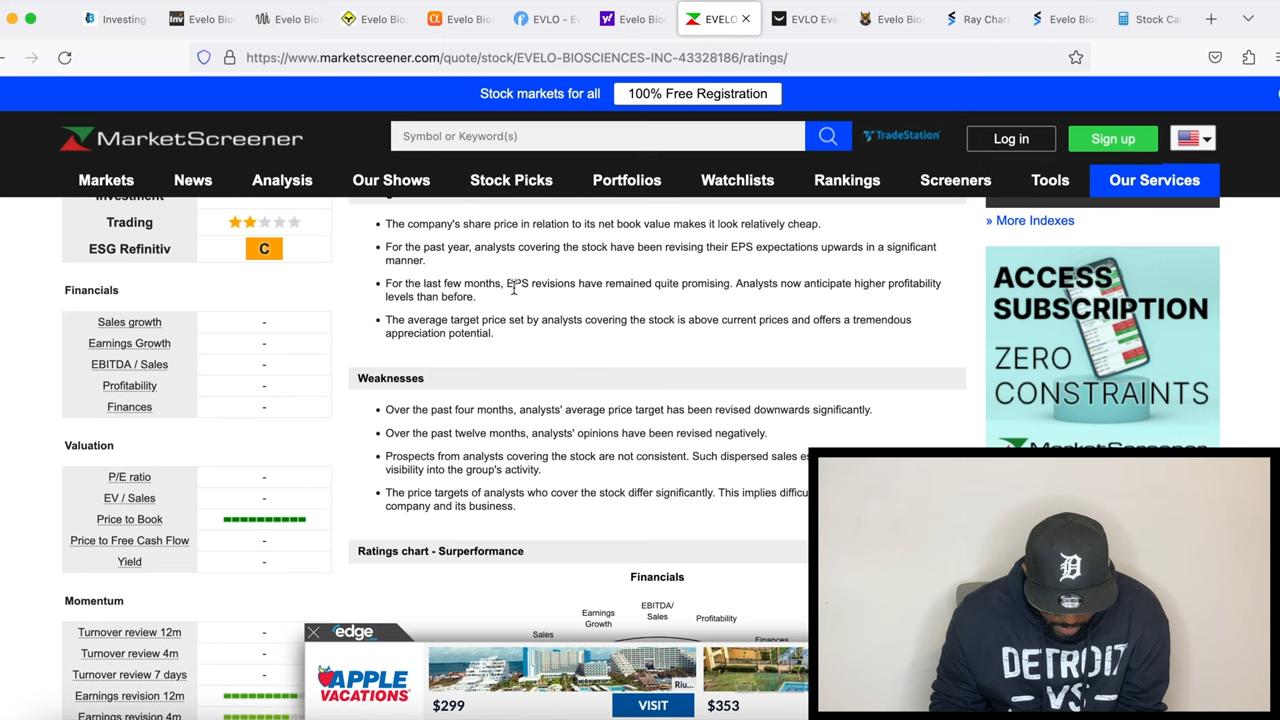 Investing
Evelo Bio
Evelo Bios
Evelo Bio
Evelo Bio
EVLO - E
Evelo Bio
EVELO
EVLO Eve
Evelo Bio
Ray Charl
Evelo Bio
Stock Cal
https://www.marketscreener.com/quote/stock/EVELO-BIOSCIENCES-INC-43328186/ratings/
Stock markets for all
100% Free Registration
MarketScreener
Symbol or Keyword(s)
TradeStation
Log in
Sign up
Markets
News
Analysis
Our Shows
Stock Picks
Portfolios
Watchlists
Rankings
Screeners
Tools
Our Services
Investment
Trading
ESG Refinitiv C
Financials
Sales growth -
Earnings Growth -
EBITDA / Sales -
Profitability -
Finances -
Valuation
P/E ratio -
EV / Sales -
Price to Book
Price to Free Cash Flow -
Yield -
Momentum
Turnover review 12m -
Turnover review 4m -
Turnover review 7 days -
Earnings revision 12m
Earnings revision 4m
• The company's share price in relation to its net book value makes it look relatively cheap.
• For the past year, analysts covering the stock have been revising their EPS expectations upwards in a significant
manner.
• For the last few months, EPS revisions have remained quite promising. Analysts now anticipate higher profitability
levels than before.
• The average target price set by analysts covering the stock is above current prices and offers a tremendous
appreciation potential.
Weaknesses
• Over the past four months, analysts' average price target has been revised downwards significantly.
• Over the past twelve months, analysts' opinions have been revised negatively.
• Prospects from analysts covering the stock are not consistent. Such dispersed sales es
visibility into the group's activity.
• The price targets of analysts who cover the stock differ significantly. This implies difficu
company and its business.
Ratings chart - Surperformance
Financials
EBITDA/
Sales
Earnings
Growth
Profitability
Sales
Finances
» More Indexes
ACCESS
SUBSCRIPTION
ZERO
CONSTRAINTS
edge
APPLE
VACATIONS
Riu...
$299
VISIT
$353
D
DETROIT
VS